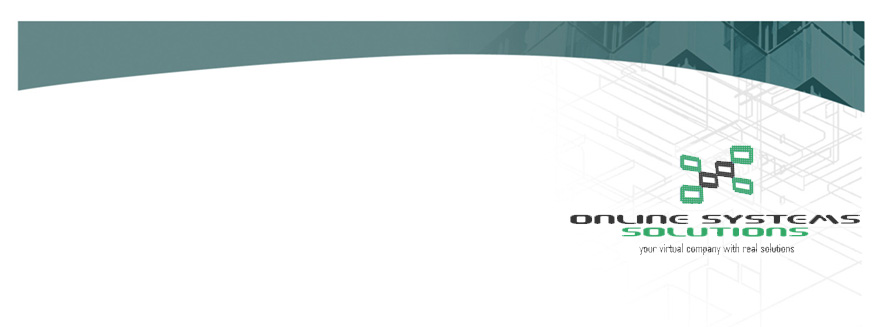 ONLINE SYSTEMS
SOLUTIONS
your virtual company with real solutions